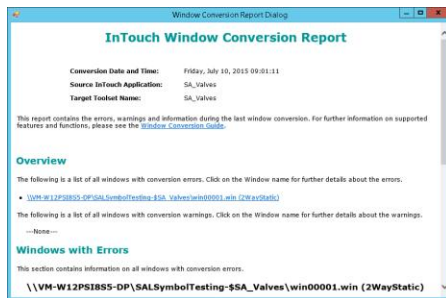 Window Conversion Report Dialog
InTouch Window Conversion Report
Conversion Date and Time: Friday, July 10, 2015 09:01:11
Source InTouch Application: SA_Valves
Target Toolset Name: SA_Valves
This report contains the errors, warnings and information during the last window conversion. For further information on supported
features and functions, please see the Window Conversion Guide.
Overview
The following is a list of all windows with conversion errors. Click on the Window name for further details about the errors.
• \\VM-W12PSI8S5-DP\SALSymbolTesting-$SA_Valves\win00001.win (2WayStatic)
The following is a list of all windows with conversion warnings. Click on the Window name for further details about the warnings.
---None---
Windows with Errors
This section contains information on all windows with conversion errors.
\\VM-W12PSI8S5-DP\SALSymbolTesting-$SA_Valves\win00001.win (2WayStatic)